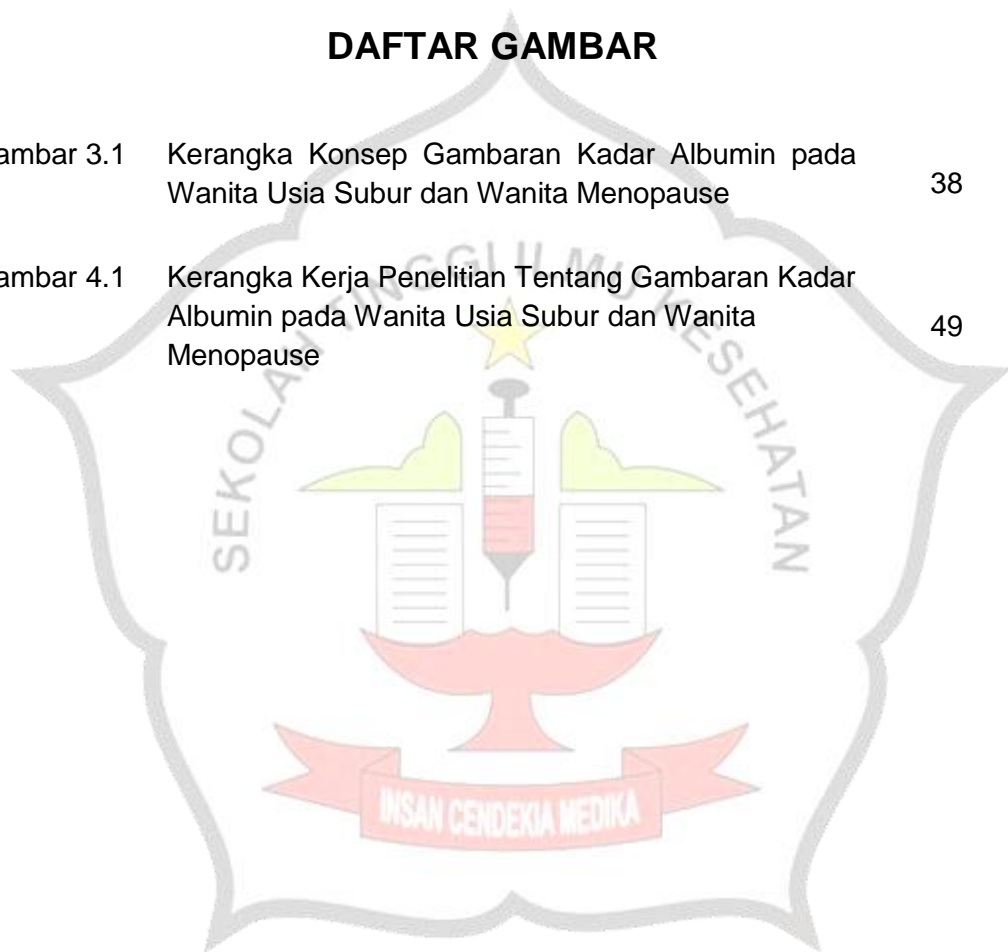 DAFTAR GAMBAR
ambar 3.1 Kerangka Konsep Gambaran Kadar Albumin pada
Wanita Usia Subur dan Wanita Menopause 38
ambar 4.1 Kerangka Kerja Penelitian Tentang Gambaran Kadar
Albumin pada Wanita Usia Subur dan Wanita
Menopause 49
SEKOLAH TINGGI ILMU KESEHATAN
INSAN CENDEKIA MEDIKA